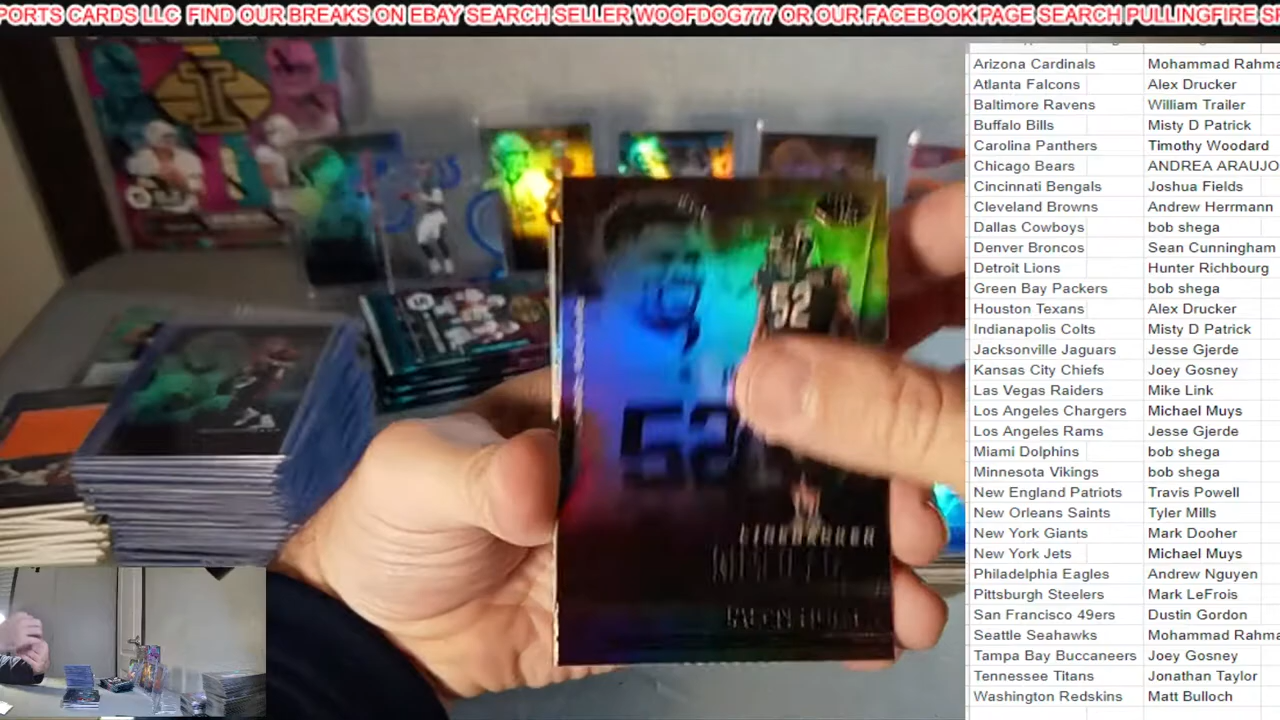 PORTS CARDS LLC FIND OUR BREAKS ON EBAY SEARCH SELLER WOOFDOG777 OR OUR FACEBOOK PAGE SEARCH PULLINGFIRE SP
Arizona Cardinals Mohammad Rahma
Atlanta Falcons Alex Drucker
Baltimore Ravens William Trailer
Buffalo Bills Misty D Patrick
Carolina Panthers Timothy Woodard
Chicago Bears ANDREA ARAUJO
Cincinnati Bengals Joshua Fields
Cleveland Browns Andrew Herrmann
Dallas Cowboys bob shega
Denver Broncos Sean Cunningham
Detroit Lions Hunter Richbourg
Green Bay Packers bob shega
Houston Texans Alex Drucker
Indianapolis Colts Misty D Patrick
Jacksonville Jaguars Jesse Gjerde
Kansas City Chiefs Joey Gosney
Las Vegas Raiders Mike Link
Los Angeles Chargers Michael Muys
Los Angeles Rams Jesse Gjerde
Miami Dolphins bob shega
Minnesota Vikings bob shega
New England Patriots Travis Powell
New Orleans Saints Tyler Mills
New York Giants Mark Dooher
New York Jets Michael Muys
Philadelphia Eagles Andrew Nguyen
Pittsburgh Steelers Mark LeFrois
San Francisco 49ers Dustin Gordon
Seattle Seahawks Mohammad Rahma
Tampa Bay Buccaneers Joey Gosney
Tennessee Titans Jonathan Taylor
Washington Redskins Matt Bulloch
52
52
LINEBACKER